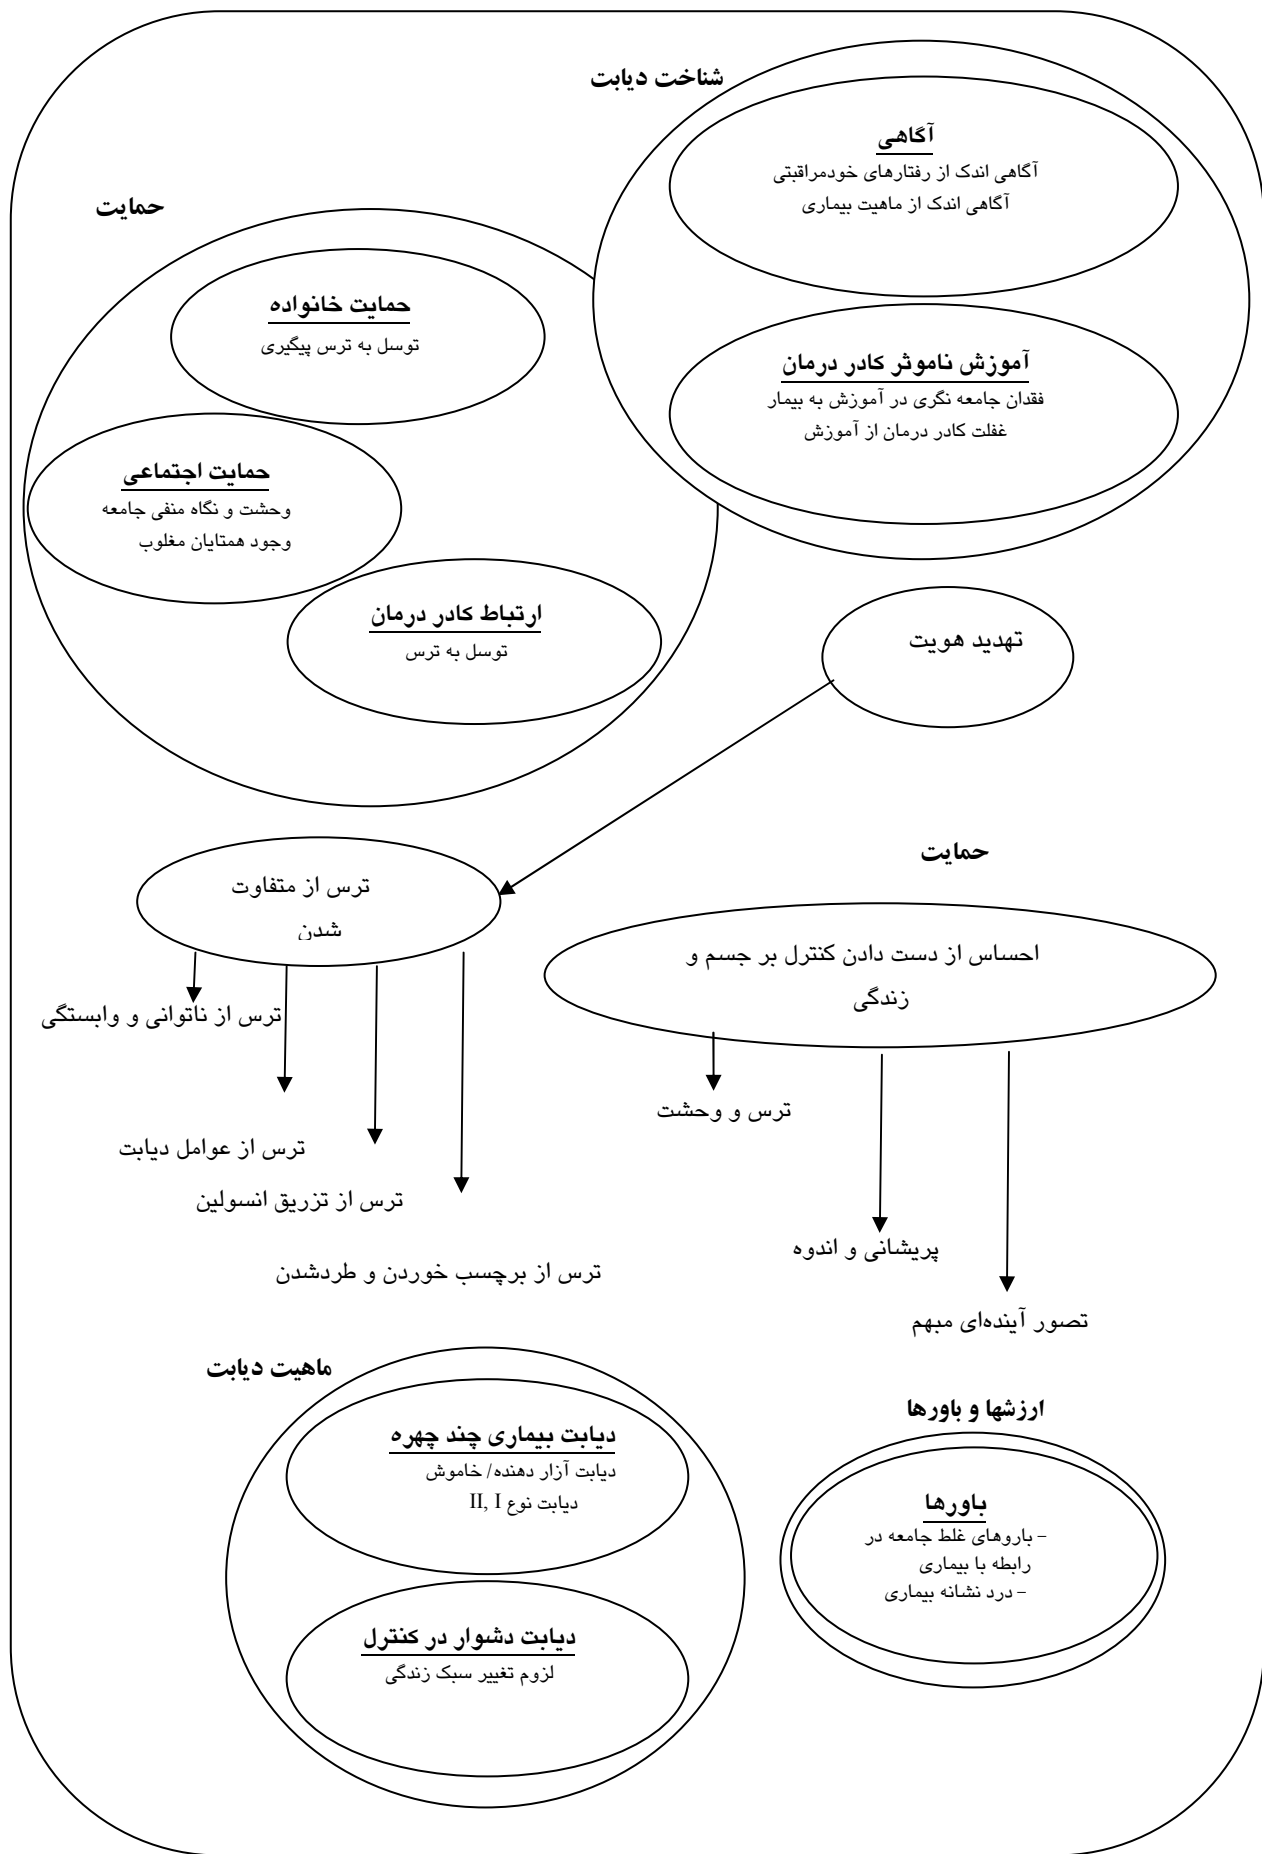 شناخت دیابت
آگاهی
آگاهی اندک از رفتارهای خودمراقبتی
آگاهی اندک از ماهیت بیماری
آموزش ناموثر کادر درمان
فقدان جامعه نگری در آموزش به بیمار
غفلت کادر درمان از آموزش
حمایت
حمایت خانواده
توسل به ترس پیگیری
حمایت اجتماعی
وحشت و نگاه منفی جامعه
وجود همتایان مغلوب
ارتباط کادر درمان
توسل به ترس
تهدید هویت
ترس از متفاوت
شدن
ترس از ناتوانی و وابستگی
ترس از عوامل دیابت
ترس از تزریق انسولین
ترس از برچسب خوردن و طردشدن
حمایت
احساس از دست دادن کنترل بر جسم و
زندگی
ترس و وحشت
پریشانی و اندوه
تصور آینده‌ای مبهم
ماهیت دیابت
دیابت بیماری چند چهره
دیابت آزار دهنده/ خاموش
دیابت نوع II, I
دیابت دشوار در کنترل
لزوم تغییر سبک زندگی
ارزشها و باورها
باورها
– باروهای غلط جامعه در
رابطه با بیماری
– درد نشانه بیماری